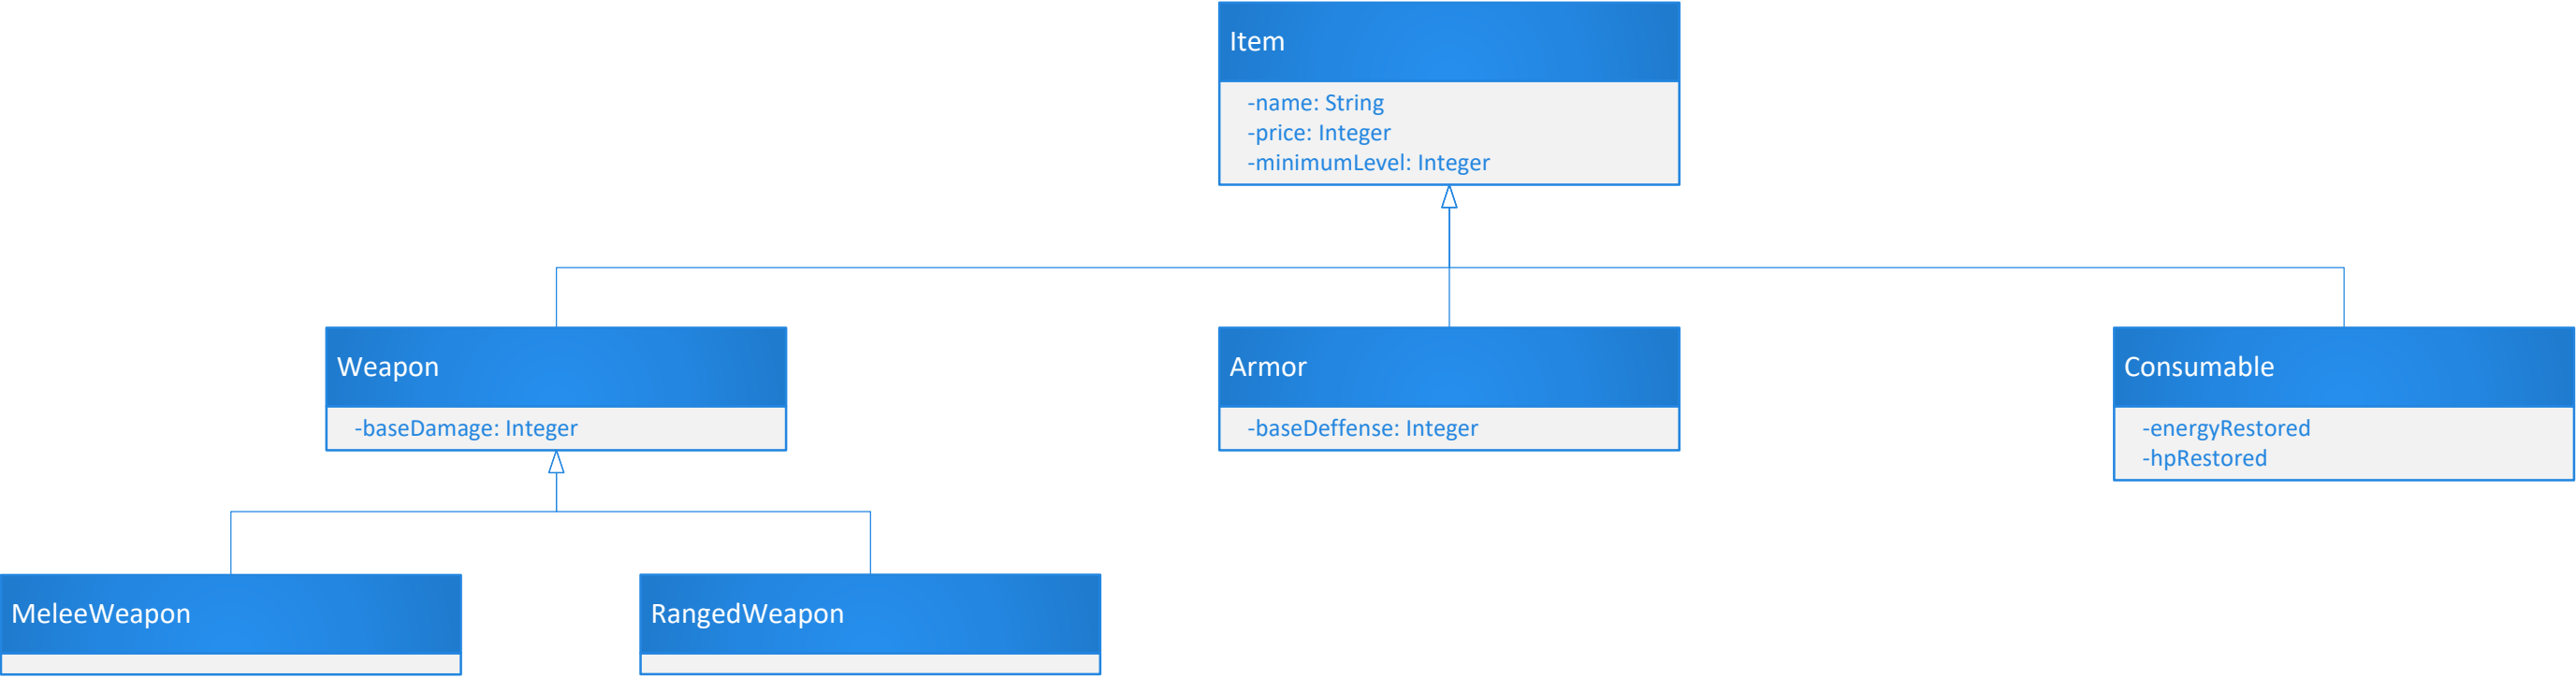 Item
-name: String
-price: Integer
-minimumLevel: Integer
Weapon
-baseDamage: Integer
Armor
-baseDeffense: Integer
Consumable
-energyRestored
-hpRestored
MeleeWeapon
RangedWeapon